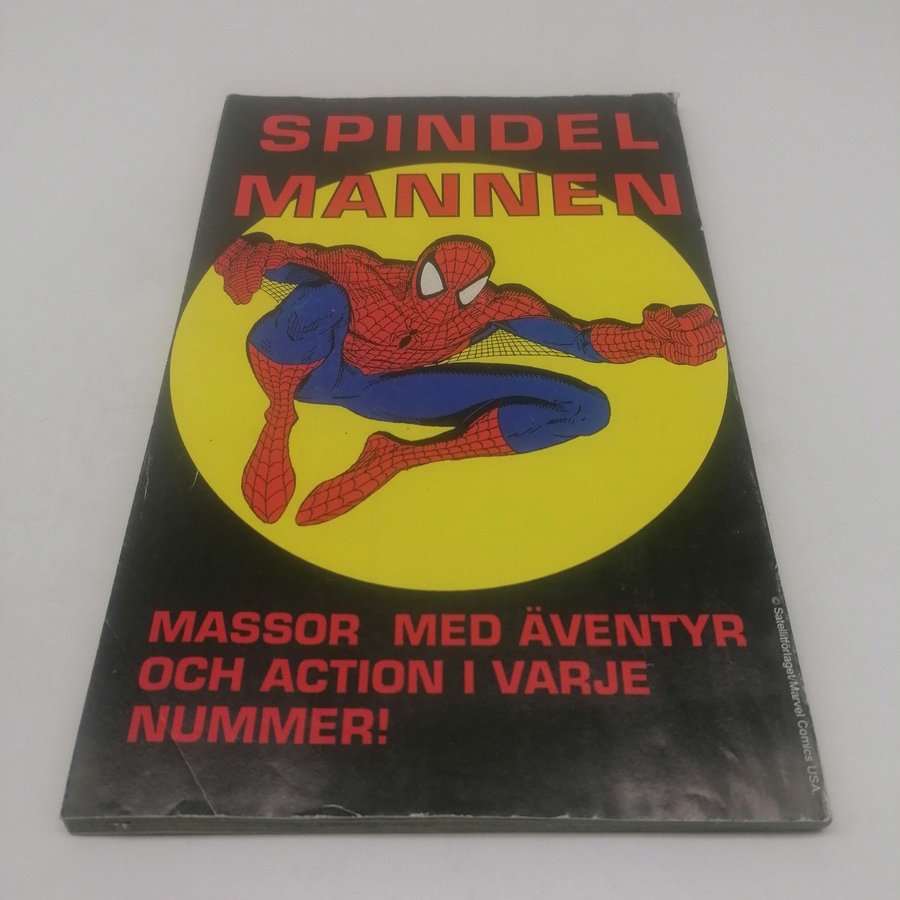 SPINDEL
MANNEN
MASSOR MED ÄVENTYR
OCH ACTION I VARJE
NUMMER!
© Satellitförlaget/Marvel Comics USA